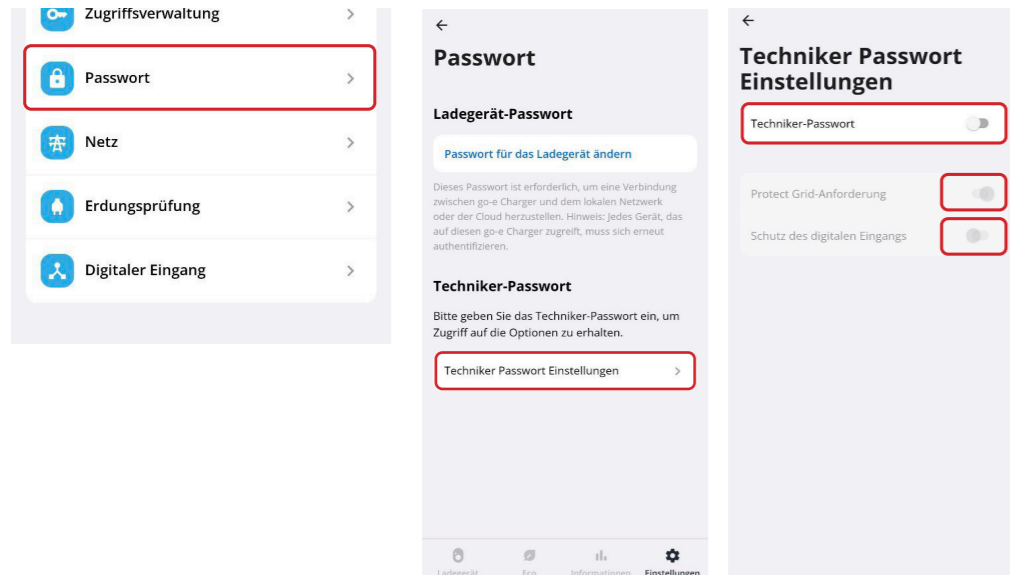 Zugriffsverwaltung
Passwort
Netz
Erdungsprüfung
Digitaler Eingang
Passwort
Ladegerät-Passwort
Passwort für das Ladegerät ändern
Dieses Passwort ist erforderlich, um eine Verbindung
zwischen go-e Charger und dem lokalen Netzwerk
oder der Cloud herzustellen. Hinweis: Jedes Gerät, das
auf diesen go-e Charger zugreift, muss sich erneut
authentifizieren.
Techniker-Passwort
Bitte geben Sie das Techniker-Passwort ein, um
Zugriff auf die Optionen zu erhalten.
Techniker Passwort Einstellungen
Ladegerät
Eco
Informationen
Einstellungen
Techniker Passwort
Einstellungen
Techniker-Passwort
Protect Grid-Anforderung
Schutz des digitalen Eingangs